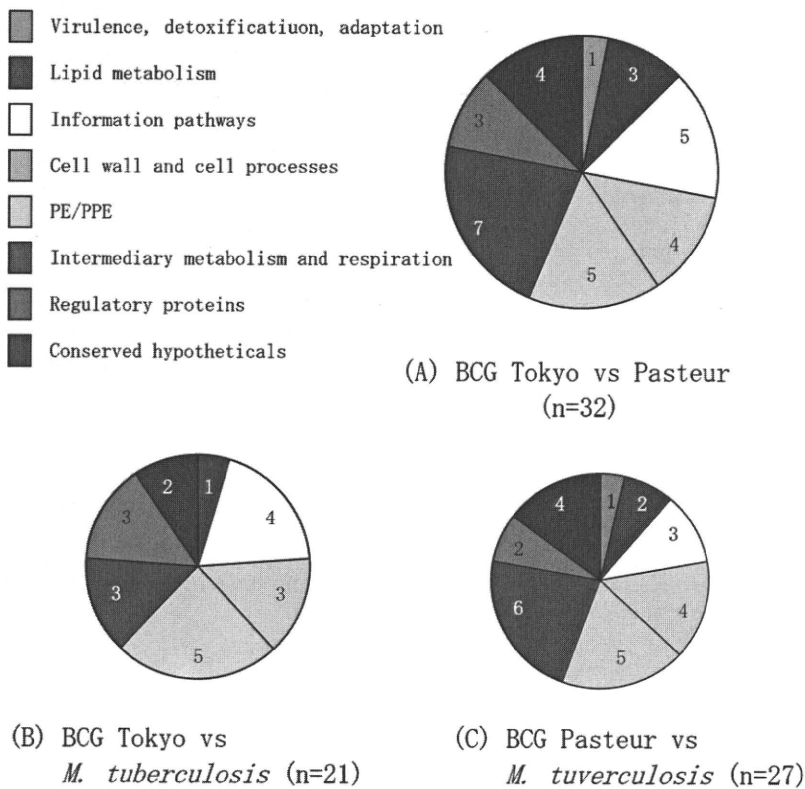 Virulence, detoxificatiuon, adaptation
Lipid metabolism
Information pathways
Cell wall and cell processes
PE/PPE
Intermediary metabolism and respiration
Regulatory proteins
Conserved hypotheticals
1
3
5
4
5
7
3
4
(A) BCG Tokyo vs Pasteur
(n=32)
1
4
3
5
3
3
2
(B) BCG Tokyo vs
M. tuberculosis (n=21)
1
2
3
4
5
6
2
4
(C) BCG Pasteur vs
M. tuverculosis (n=27)